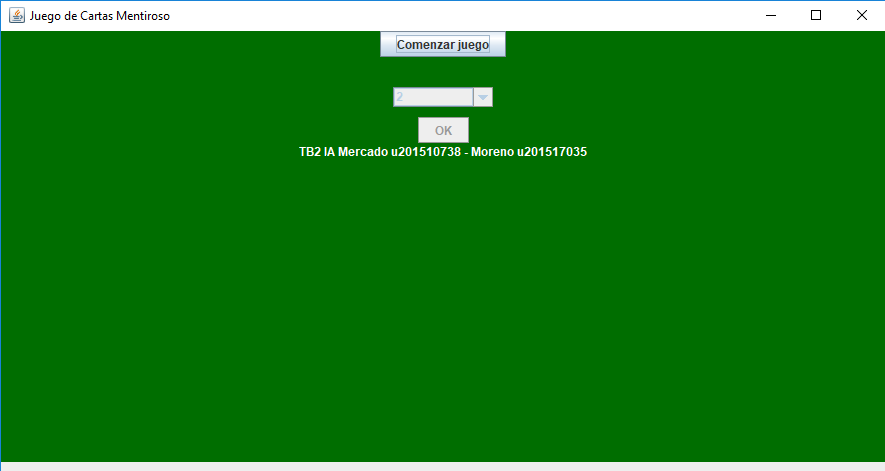 Juego de Cartas Mentiroso
Comenzar juego
2
OK
TB2 IA Mercado u201510738 - Moreno u201517035